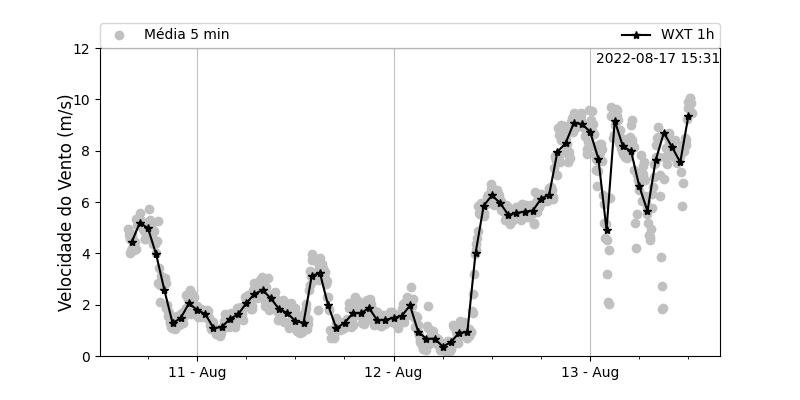 Média 5 min
WXT 1h
2022-08-17 15:31
Velocidade do Vento (m/s)
12
10
8
6
4
2
0
11 - Aug
12 - Aug
13 - Aug